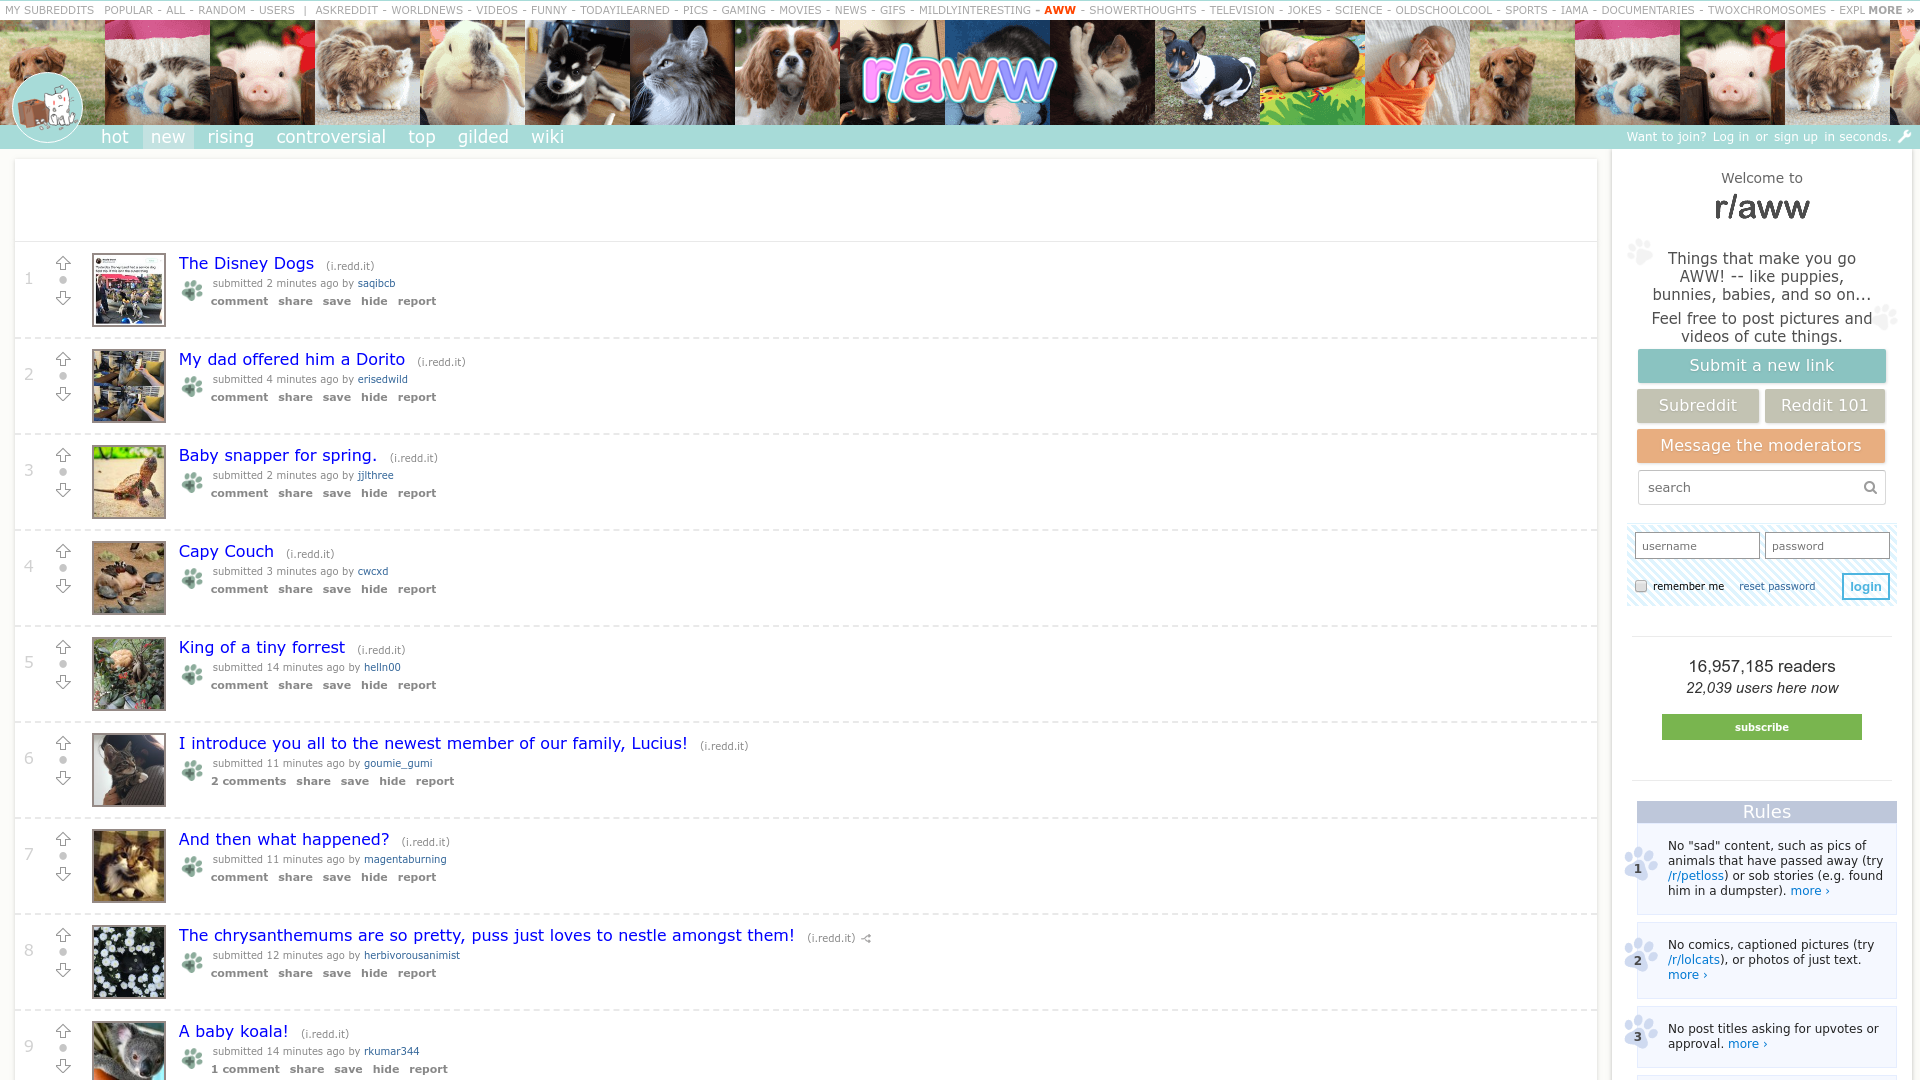 MY SUBREDDITS POPULAR - ALL - RANDOM - USERS | ASKREDDIT - WORLDNEWS - VIDEOS - FUNNY - TODAYILEARNED - PICS - GAMING - MOVIES - NEWS - GIFS - MILDLYINTERESTING - AWW - SHOWERTHOUGHTS - TELEVISION - JOKES - SCIENCE - OLDSCHOOLCOOL - SPORTS - IAMA - DOCUMENTARIES - TWOXCHROMOSOMES - EXPL MORE »
r/aww
hot new rising controversial top gilded wiki
Want to join? Log in or sign up in seconds.
1
The Disney Dogs (i.redd.it)
submitted 2 minutes ago by saqibcb
comment share save hide report
2
My dad offered him a Dorito (i.redd.it)
submitted 4 minutes ago by erisedwild
comment share save hide report
3
Baby snapper for spring. (i.redd.it)
submitted 2 minutes ago by jjlthree
comment share save hide report
4
Capy Couch (i.redd.it)
submitted 3 minutes ago by cwcxd
comment share save hide report
5
King of a tiny forrest (i.redd.it)
submitted 14 minutes ago by helln00
comment share save hide report
6
I introduce you all to the newest member of our family, Lucius! (i.redd.it)
submitted 11 minutes ago by goumie_gumi
2 comments share save hide report
7
And then what happened? (i.redd.it)
submitted 11 minutes ago by magentaburning
comment share save hide report
8
The chrysanthemums are so pretty, puss just loves to nestle amongst them! (i.redd.it)
submitted 12 minutes ago by herbivorousanimist
comment share save hide report
9
A baby koala! (i.redd.it)
submitted 14 minutes ago by rkumar344
1 comment share save hide report
Welcome to
r/aww
Things that make you go
AWW! -- like puppies,
bunnies, babies, and so on...
Feel free to post pictures and
videos of cute things.
Submit a new link
Subreddit Reddit 101
Message the moderators
search
username password
remember me reset password login
16,957,185 readers
22,039 users here now
subscribe
Rules
1
No "sad" content, such as pics of
animals that have passed away (try
/r/petloss) or sob stories (e.g. found
him in a dumpster). more ›
2
No comics, captioned pictures (try
/r/lolcats), or photos of just text.
more ›
3
No post titles asking for upvotes or
approval. more ›